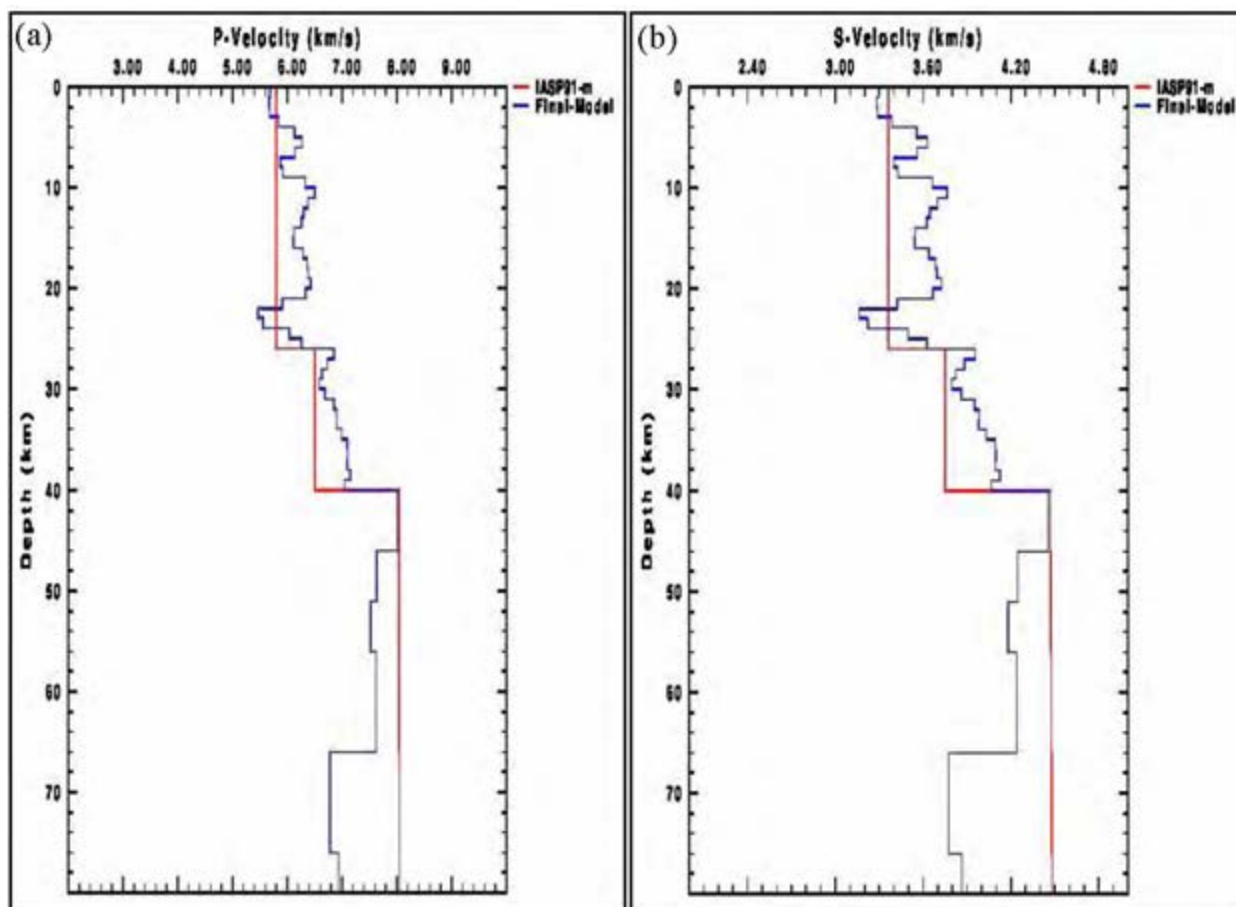 (a)
P-Velocity (km/s)
3.00 4.00 5.00 6.00 7.00 8.00 9.00
IASP91-m
Final-Model
0
10
20
30
40
50
60
70
Depth (km)
(b)
S-Velocity (km/s)
2.40 3.00 3.60 4.20 4.80
IASP91-m
Final-Model
0
10
20
30
40
50
60
70
Depth (km)